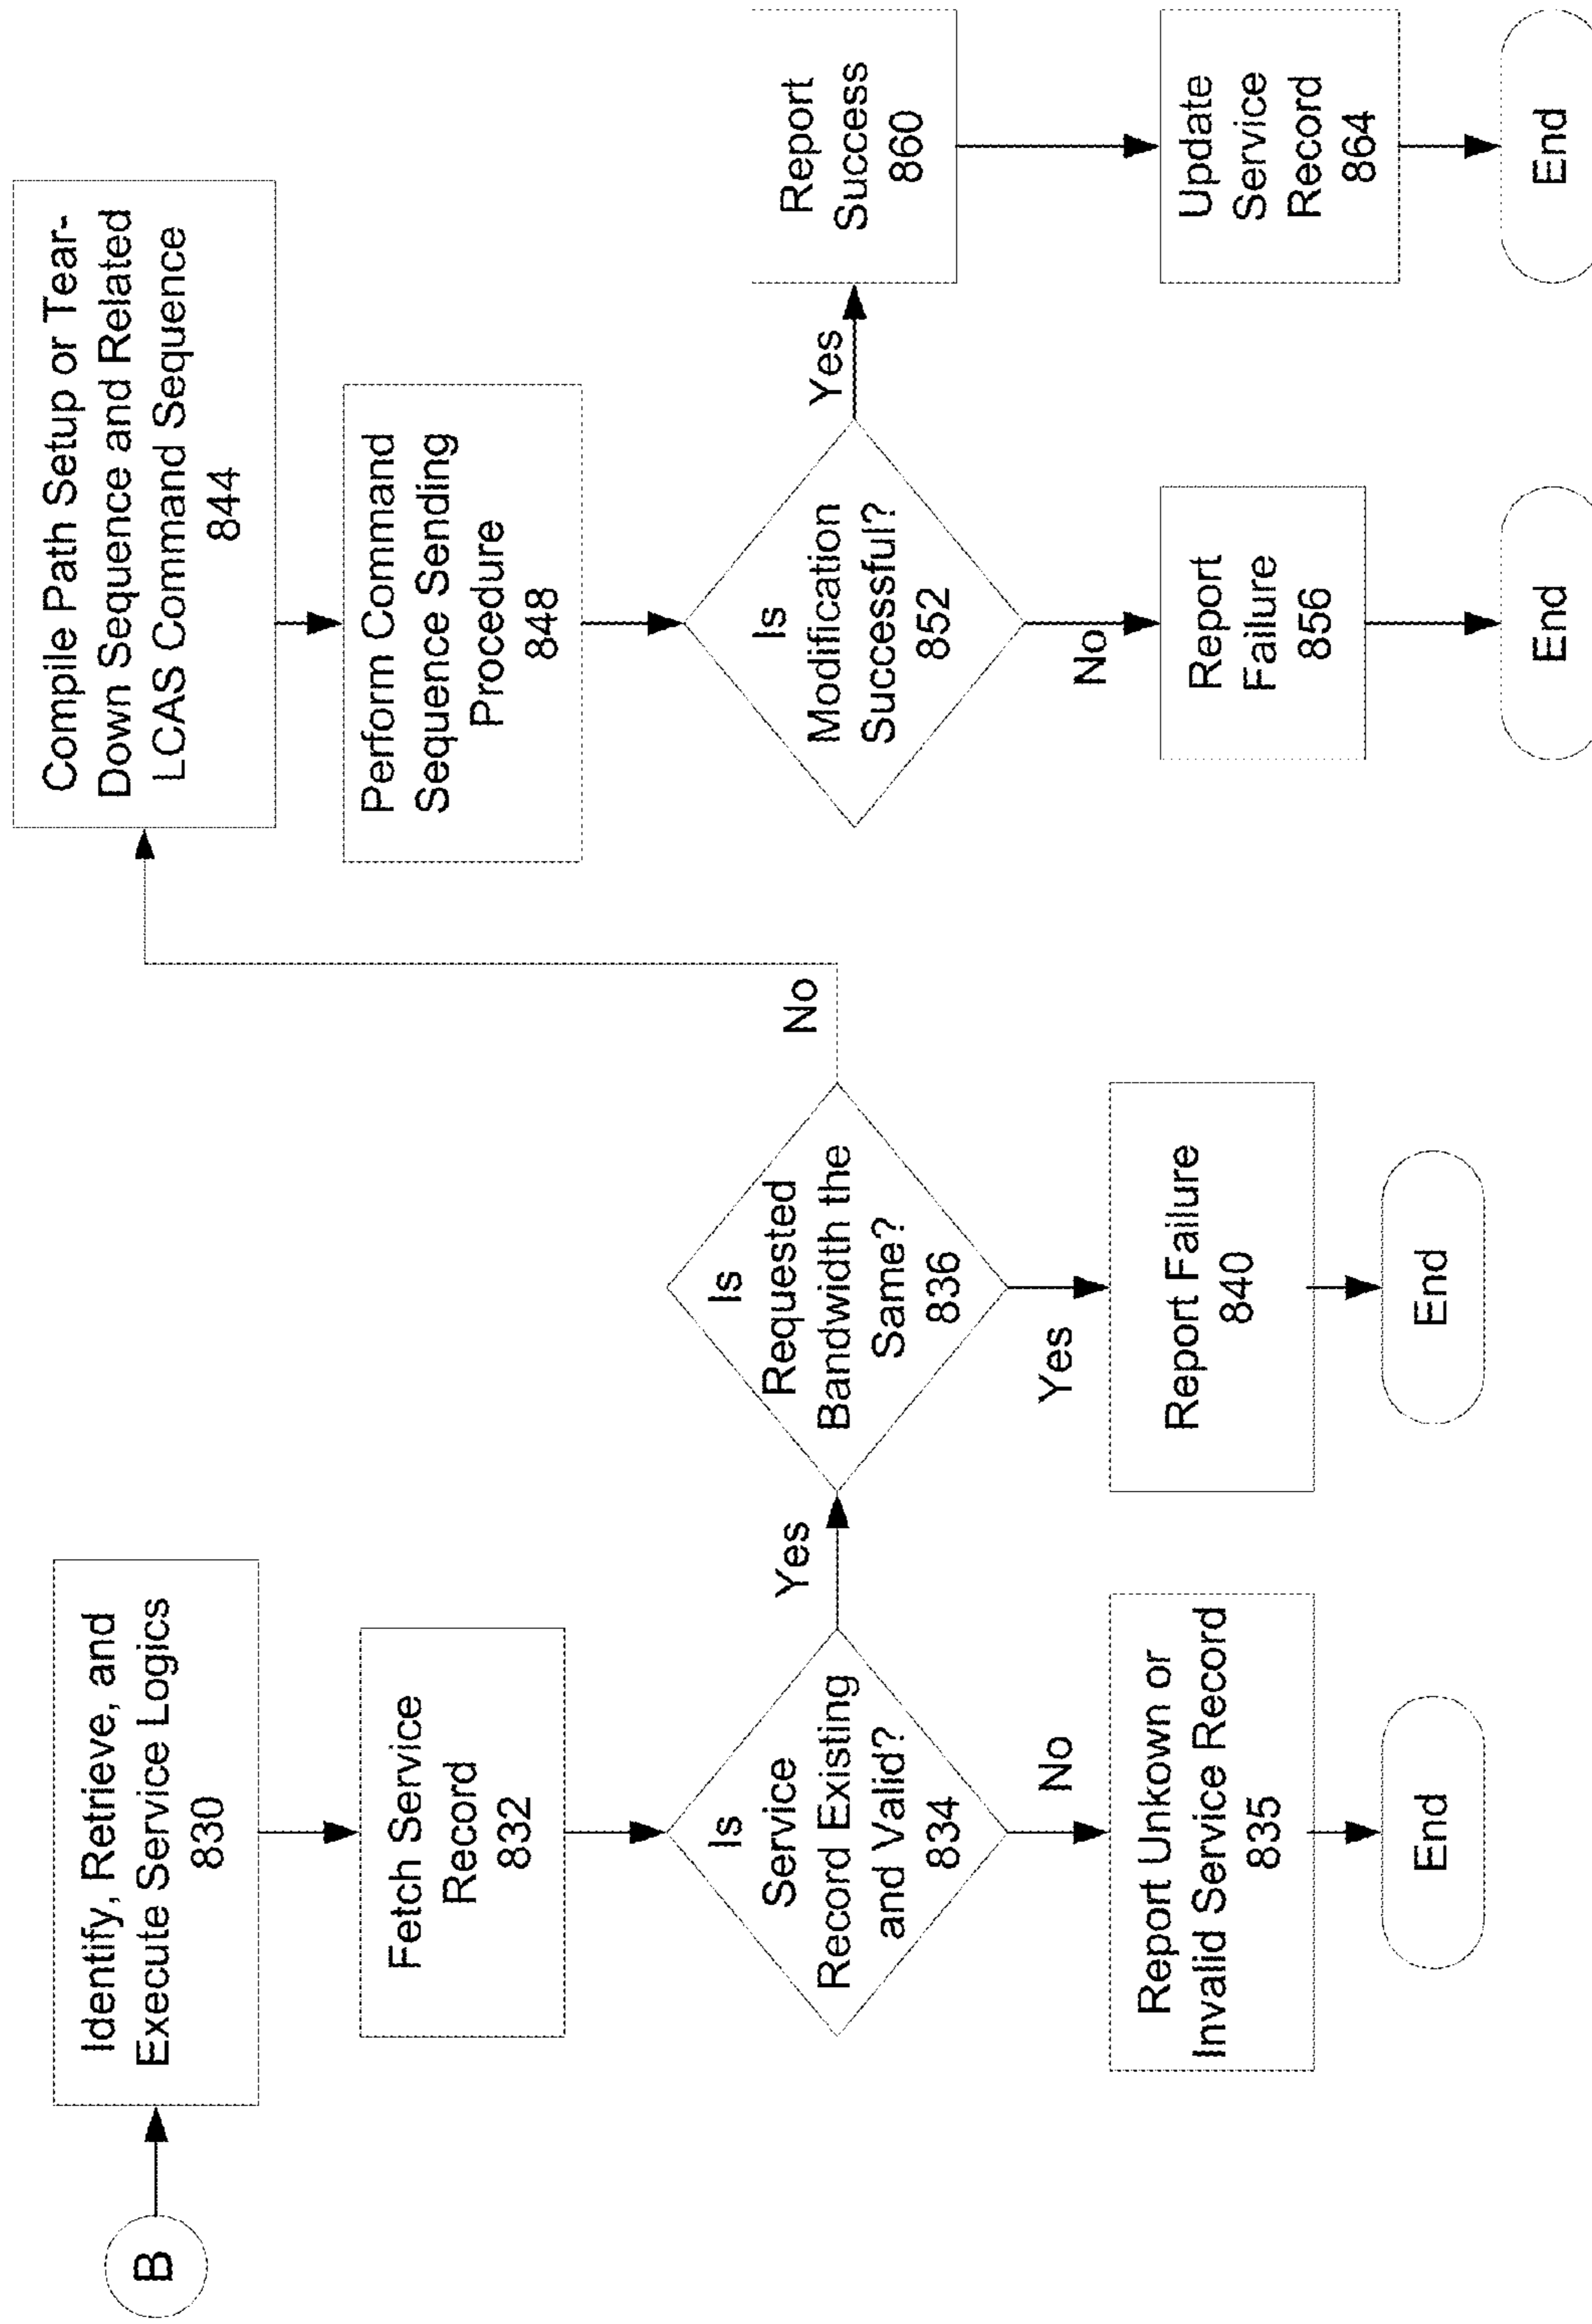 B
Identify, Retrieve, and
Execute Service Logics
830
Fetch Service
Record
832
Is
Service
Record Existing
and Valid?
834
No
Report Unkown or
Invalid Service Record
835
End
Yes
Is
Requested
Bandwidth the
Same?
836
Yes
Report Failure
840
End
No
Compile Path Setup or Tear-
Down Sequence and Related
LCAS Command Sequence
844
Perform Command
Sequence Sending
Procedure
848
Is
Modification
Successful?
852
No
Report
Failure
856
End
Yes
Report
Success
860
Update
Service
Record
864
End